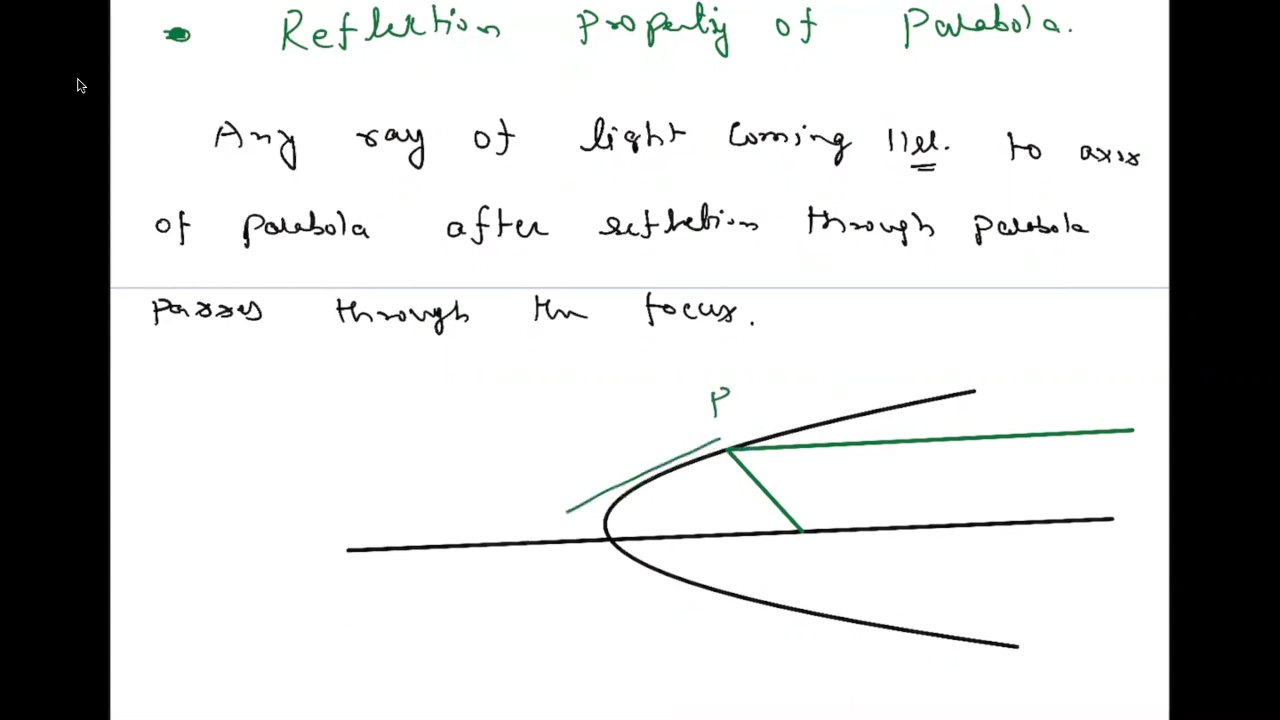 Reflection property of Parabola.
Any ray of light coming ||el. to axis
of parabola after reflection through parabola
passes through the focus.
P